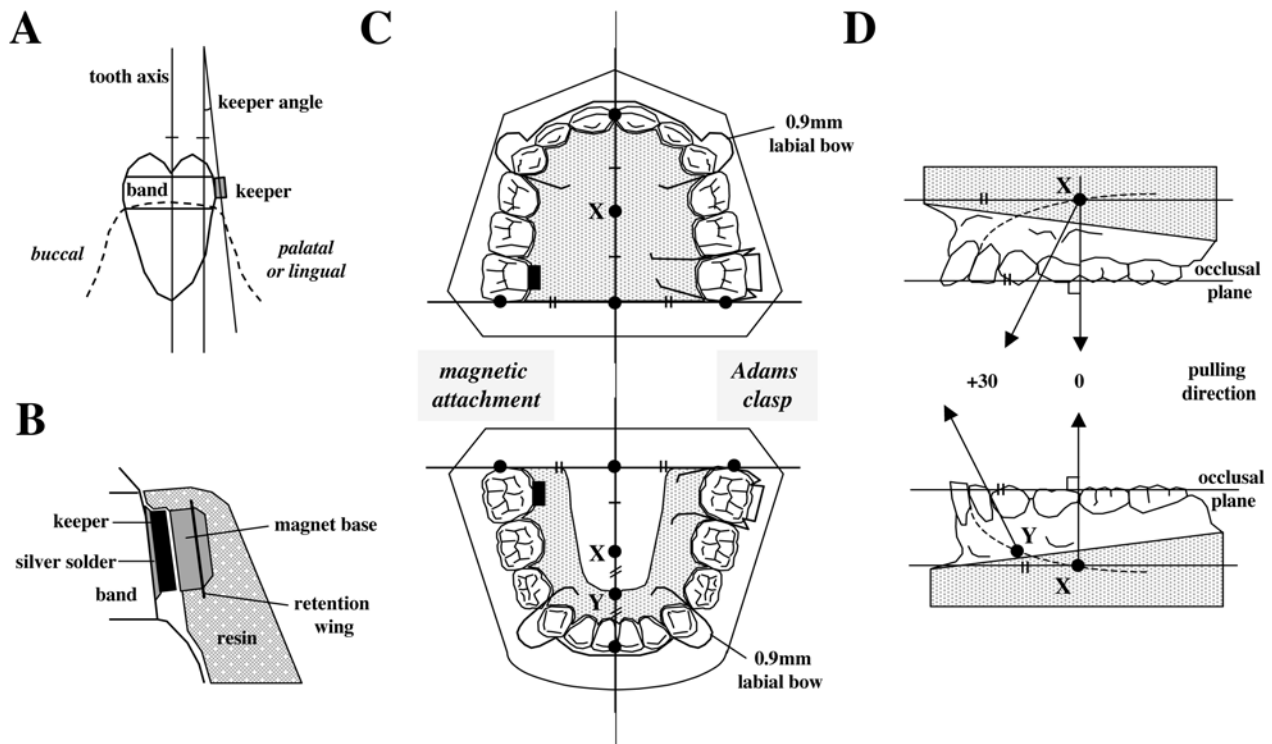 A
tooth axis
keeper angle
band
keeper
buccal
palatal
or lingual
B
keeper
silver solder
band
magnet base
retention
wing
resin
C
0.9mm
labial bow
X
magnetic
attachment
Adams
clasp
X
Y
0.9mm
labial bow
D
X
occlusal
plane
+30
0
pulling
direction
occlusal
plane
Y
X